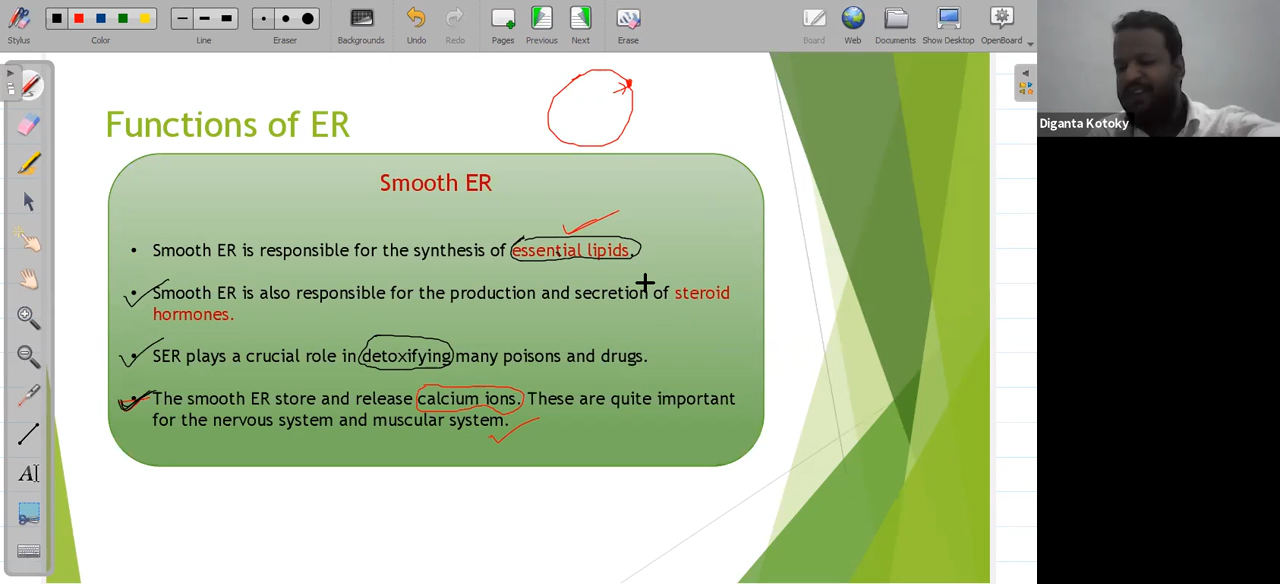 Stylus
Color
Line
Eraser
Backgrounds
Undo
Redo
Pages
Previous
Next
Erase
Board
Web
Documents
Show Desktop
OpenBoard
Diganta Kotoky
Functions of ER
Smooth ER
• Smooth ER is responsible for the synthesis of essential lipids.
• Smooth ER is also responsible for the production and secretion of steroid
hormones.
• SER plays a crucial role in detoxifying many poisons and drugs.
• The smooth ER store and release calcium ions. These are quite important
for the nervous system and muscular system.